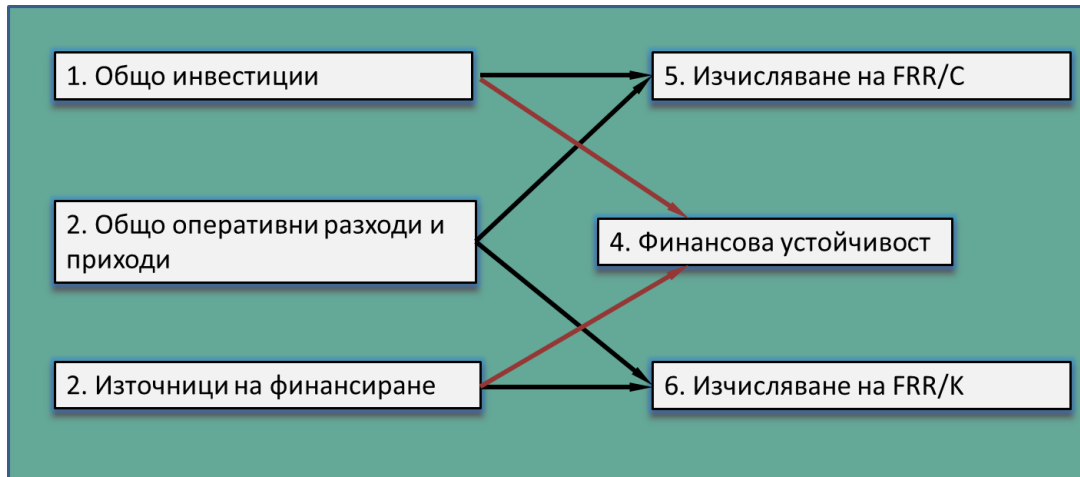 1. Общо инвестиции
5. Изчисляване на FRR/C
2. Общо оперативни разходи и
приходи
4. Финансова устойчивост
2. Източници на финансиране
6. Изчисляване на FRR/K